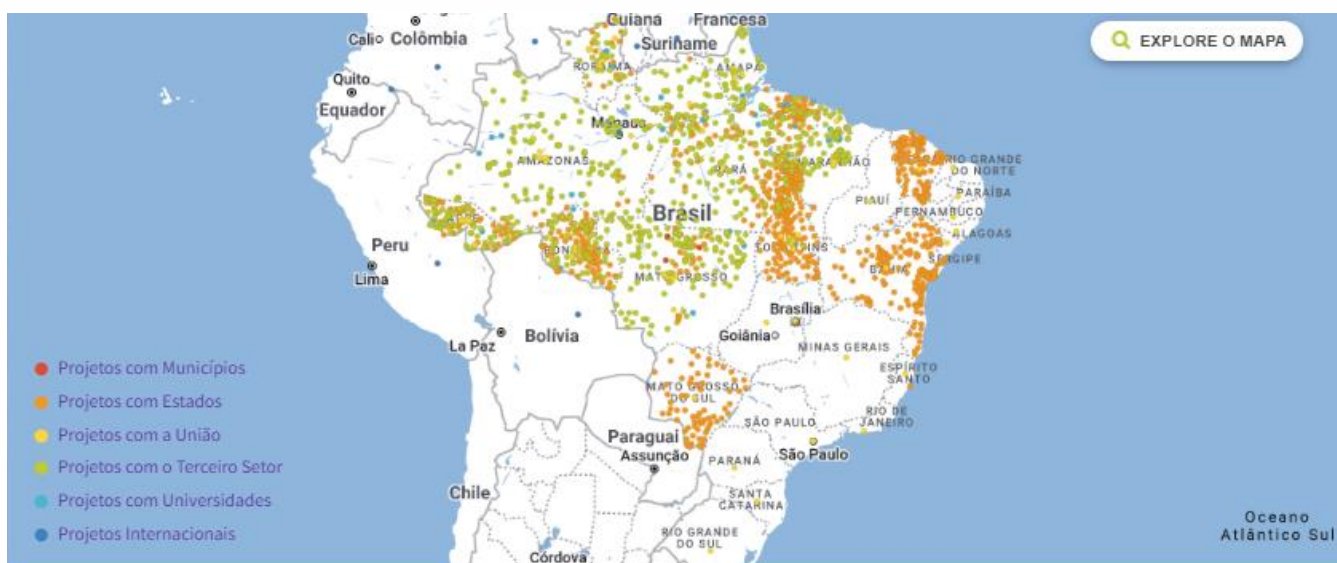 Guiana
Francesa
Cali
Colômbia
Suriname
EXPLORE O MAPA
RORAIMA
AMAPÁ
Quito
Equador
Manaus
AMAZONAS
PARÁ
MARANHÃO
RIO GRANDE
DO NORTE
PARAÍBA
PIAUÍ
PERNAMBUCO
Brasil
ALAGOAS
Peru
SERGIPE
BAHIA
Lima
MATO GROSSO
Brasília
Bolívia
Goiânia
La Paz
MINAS GERAIS
ESPÍRITO
SANTO
MATO GROSSO
DO SUL
RIO DE
JANEIRO
SÃO PAULO
Paraguai
Assunção
São Paulo
PARANÁ
Chile
SANTA
CATARINA
RIO GRANDE
DO SUL
Córdova
Projetos com Municípios
Projetos com Estados
Projetos com a União
Projetos com o Terceiro Setor
Projetos com Universidades
Projetos Internacionais
Oceano
Atlântico Sul